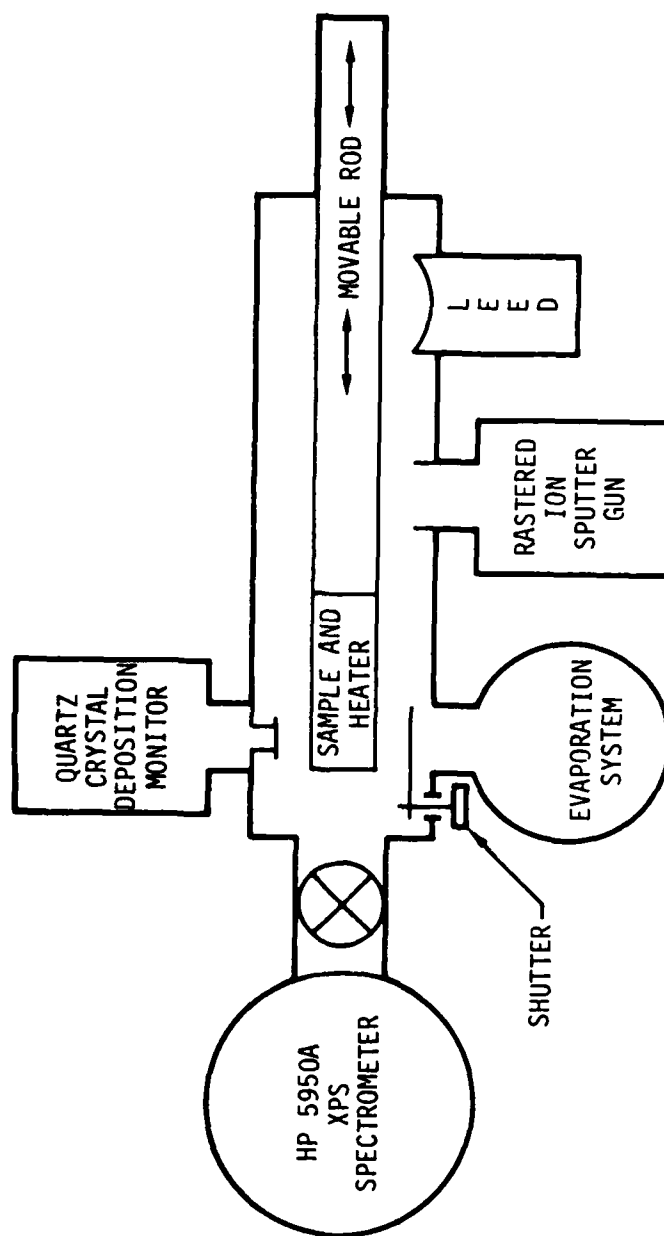 QUARTZ
CRYSTAL
DEPOSITION
MONITOR
HP 5950A
XPS
SPECTROMETER
SAMPLE AND
HEATER
MOVABLE ROD
SHUTTER
EVAPORATION
SYSTEM
RASTERED
ION
SPUTTER
GUN
L
E
E
D